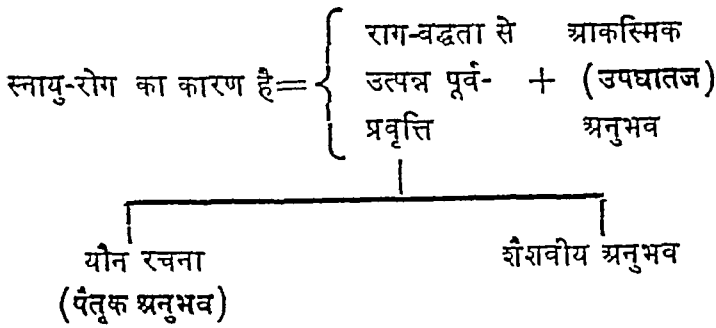 राग-बद्धता से आकस्मिक
स्नायु-रोग का कारण है= { उत्पन्न पूर्व- + (उपघातज)
प्रवृत्ति अनुभव
यौन रचना शैशवीय अनुभव
(पैतृक अनुभव)